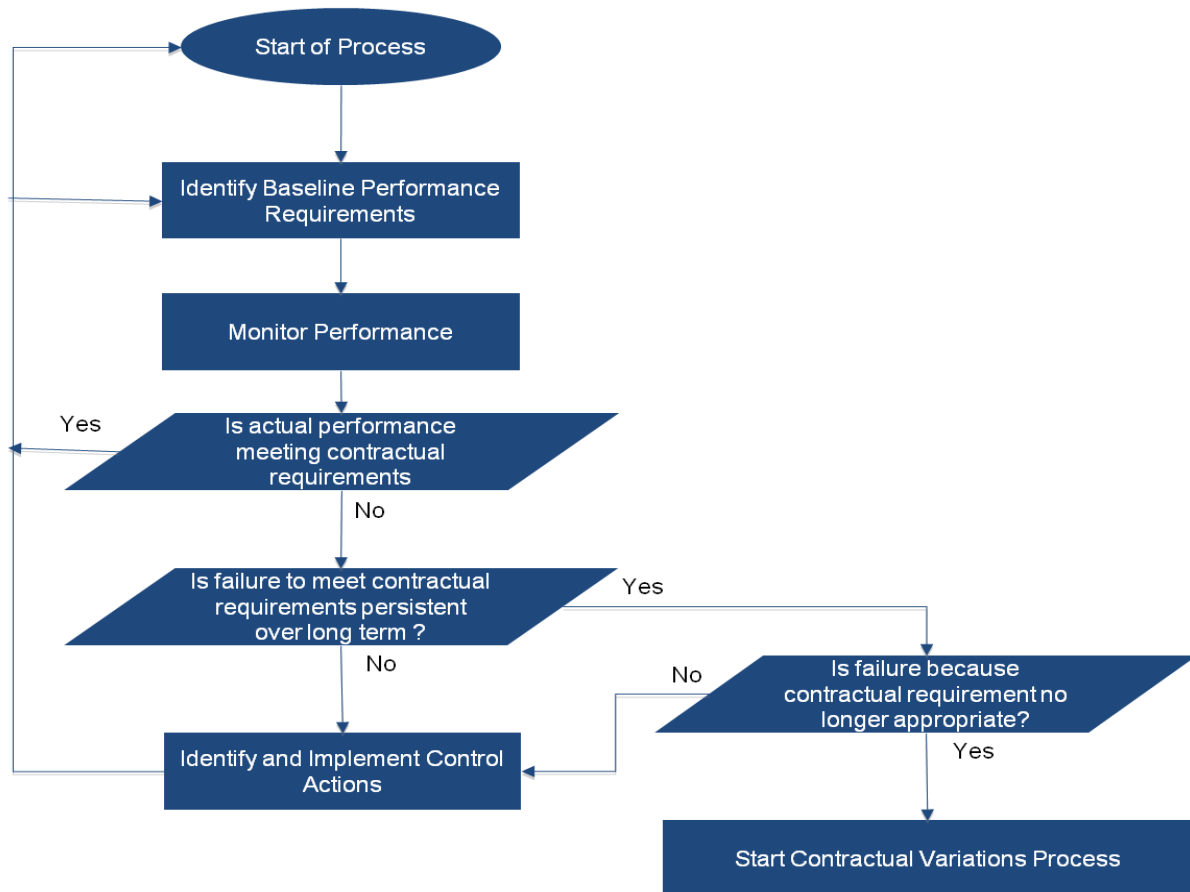 Start of Process
Identify Baseline Performance
Requirements
Monitor Performance
Yes
Is actual performance
meeting contractual
requirements
No
Is failure to meet contractual
requirements persistent
over long term ?
Yes
No
No
Is failure because
contractual requirement no
longer appropriate?
Identify and Implement Control
Actions
Yes
Start Contractual Variations Process